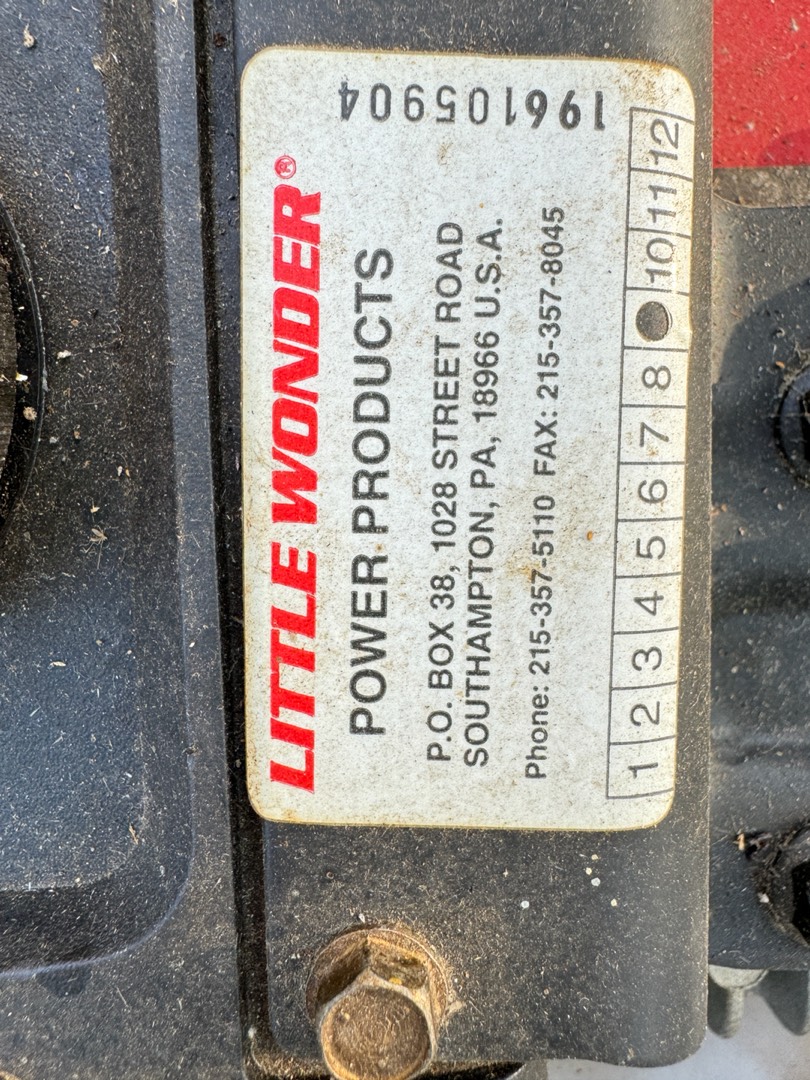 196105904
LITTLE WONDER®
POWER PRODUCTS
P.O. BOX 38, 1028 STREET ROAD
SOUTHAMPTON, PA, 18966 U.S.A.
Phone: 215-357-5110 FAX: 215-357-8045
1 2 3 4 5 6 7 8 10 11 12